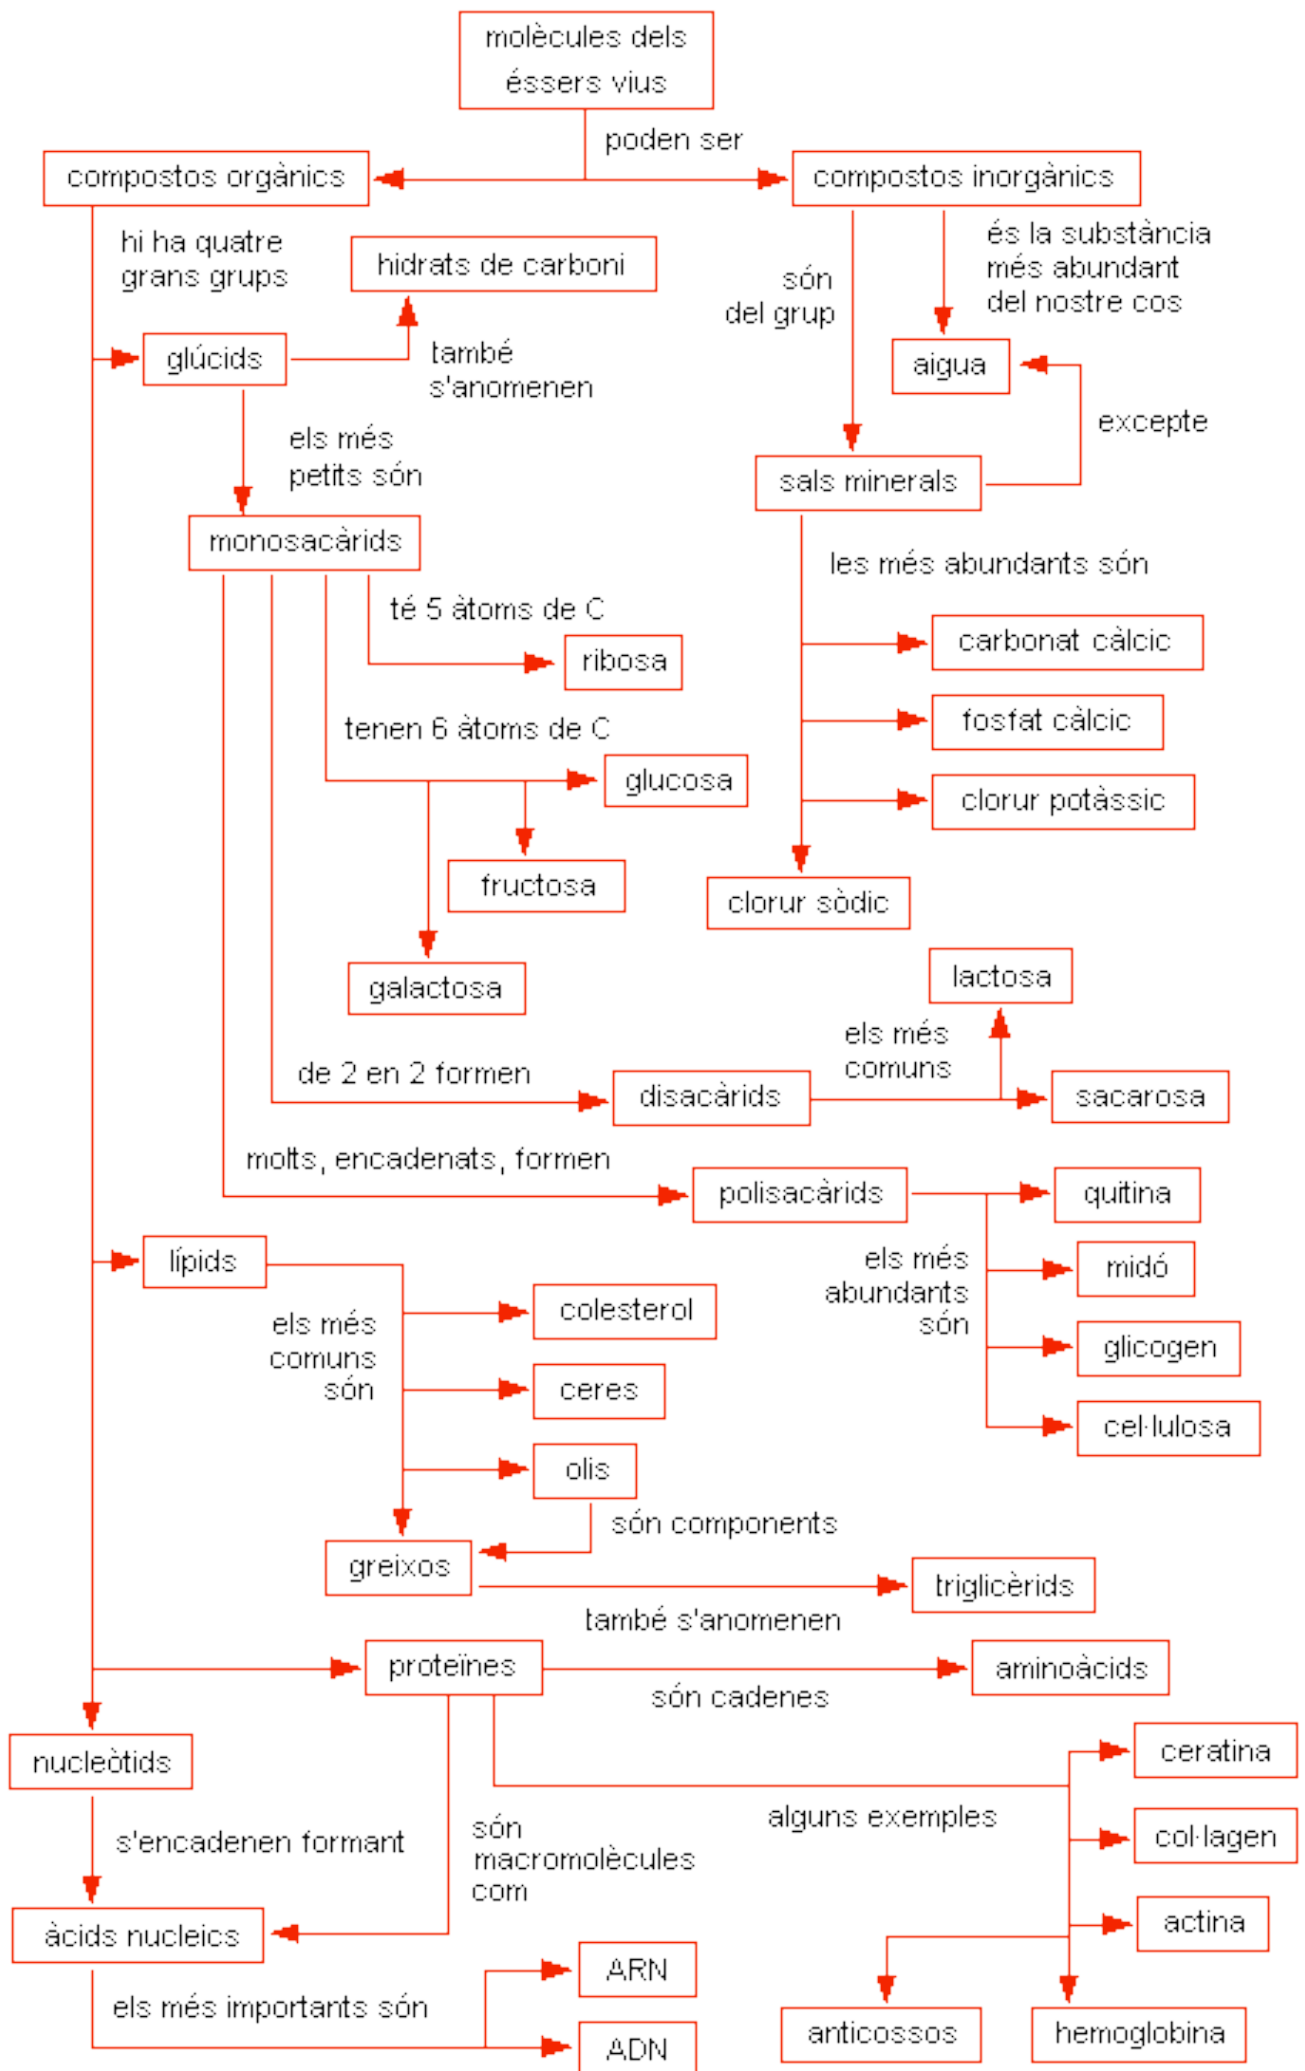 molècules dels
éssers vius
poden ser
compostos orgànics
compostos inorgànics
hi ha quatre
grans grups
hidrats de carboni
són
del grup
és la substància
més abundant
del nostre cos
glúcids
també
s'anomenen
aigua
excepte
els més
petits són
sals minerals
monosacàrids
les més abundants són
té 5 àtoms de C
ribosa
carbonat càlcic
tenen 6 àtoms de C
fosfat càlcic
glucosa
clorur potàssic
fructosa
clorur sòdic
galactosa
lactosa
els més
comuns
de 2 en 2 formen
disacàrids
sacarosa
molts, encadenats, formen
polisacàrids
quitina
lípids
els més
abundants
són
midó
els més
comuns
són
colesterol
glicogen
ceres
cel·lulosa
olis
són components
greixos
triglicèrids
també s'anomenen
proteïnes
aminoàcids
són cadenes
nucleòtids
ceratina
alguns exemples
s'encadenen formant
són
macromolècules
com
col·lagen
àcids nucleics
actina
ARN
els més importants són
ADN
anticossos
hemoglobina